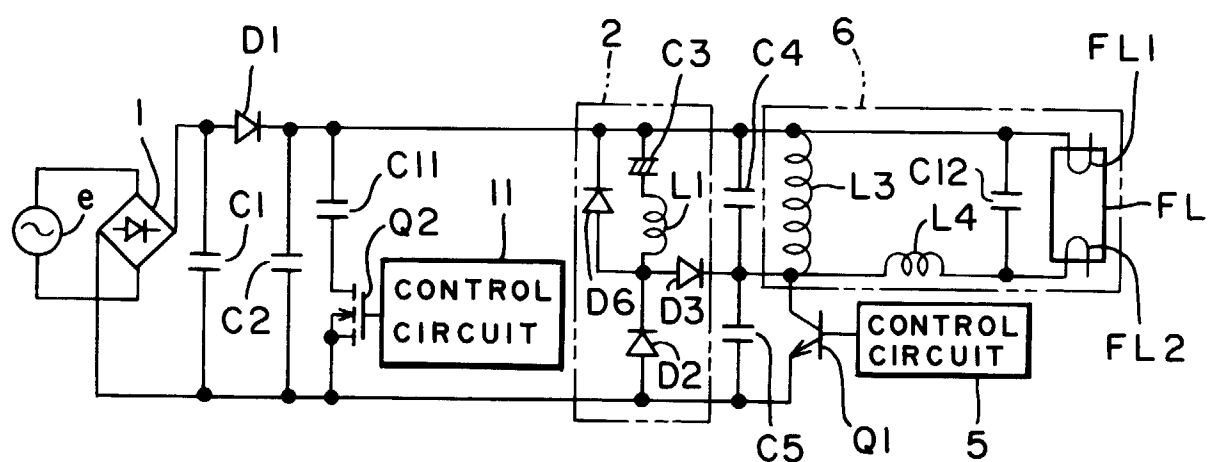 D1
2
C3
C4
6
FL1
1
e
C1
C2
C11
Q2
11
CONTROL
CIRCUIT
D6
L1
D3
D2
L3
C12
L4
FL
FL2
CONTROL
CIRCUIT
C5
Q1
5